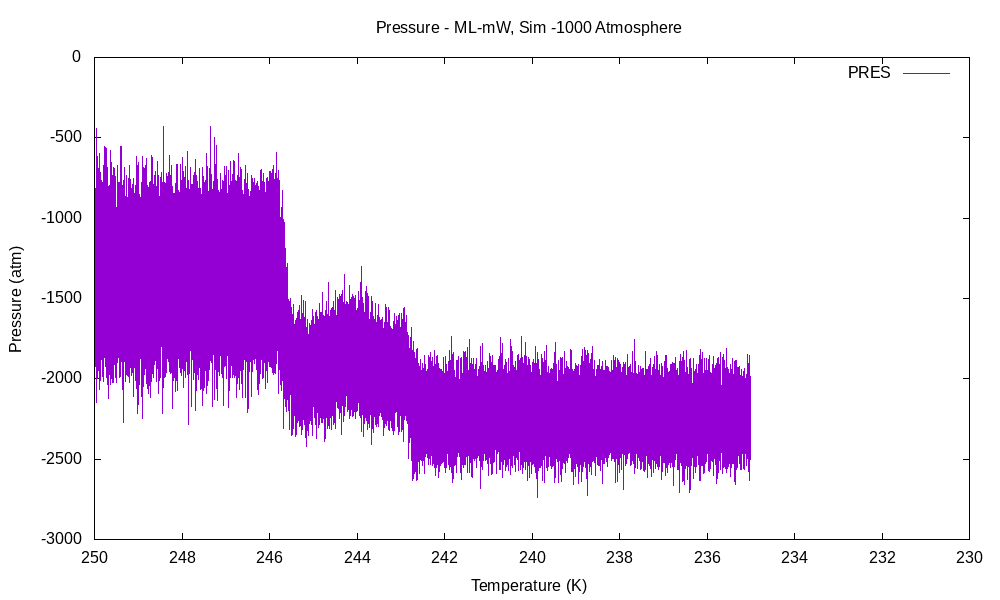 Pressure - ML-mW, Sim -1000 Atmosphere
PRES
0
-500
-1000
-1500
-2000
-2500
-3000
Pressure (atm)
250 248 246 244 242 240 238 236 234 232 230
Temperature (K)